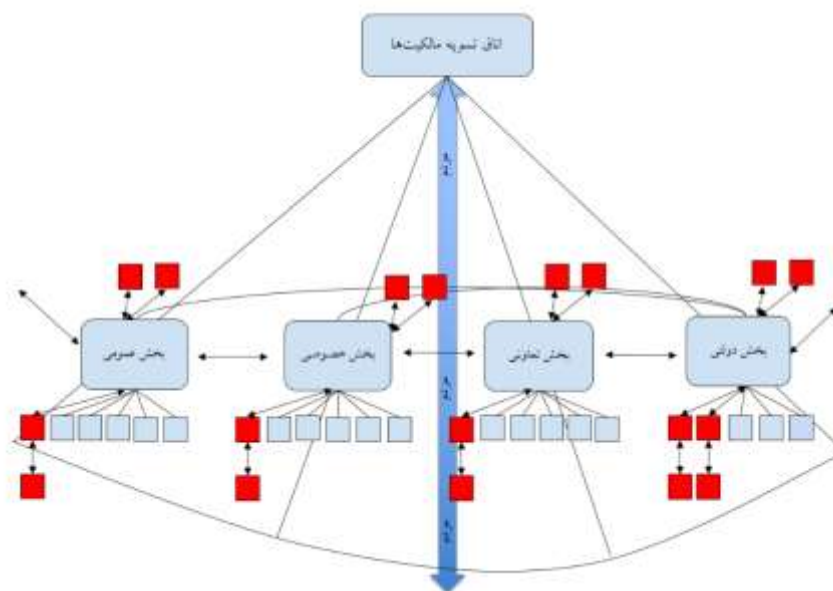 اتاق تسویه مالکیت‌ها
بخش دولتی
بخش تعاونی
بخش خصوصی
بخش عمومی